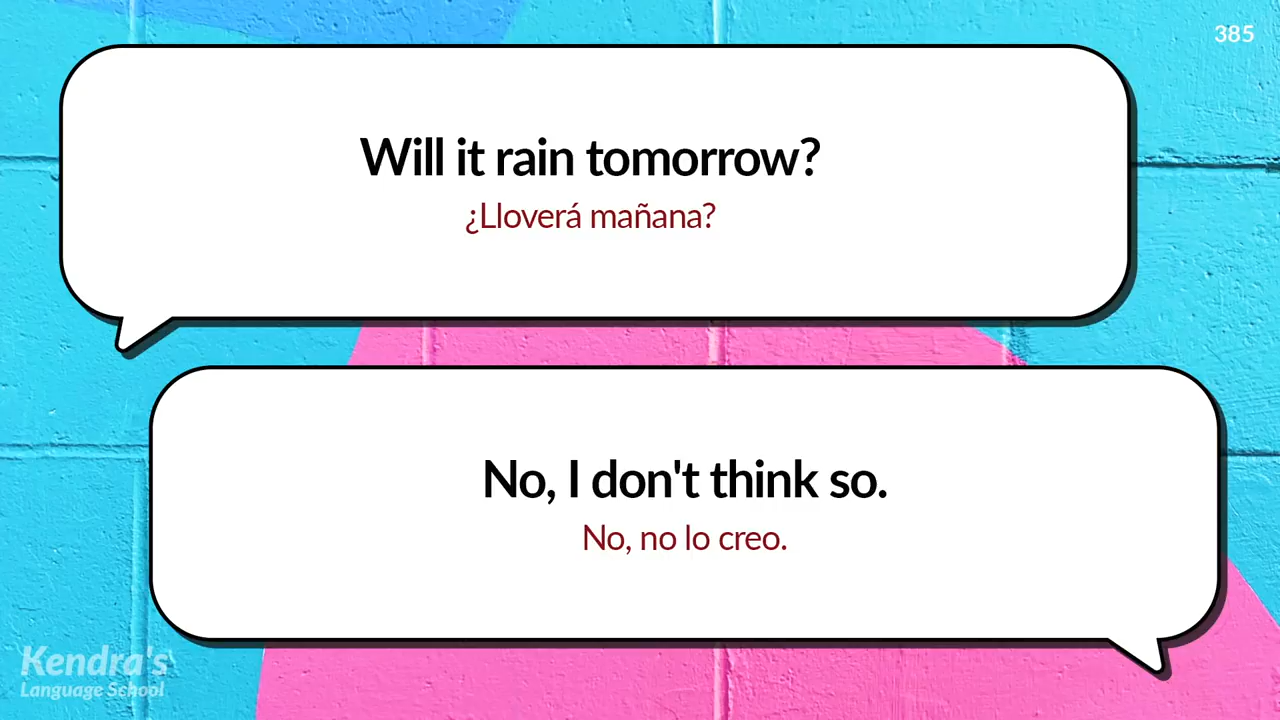 385
Will it rain tomorrow?
¿Lloverá mañana?
No, I don't think so.
No, no lo creo.
Kendra's
Language School